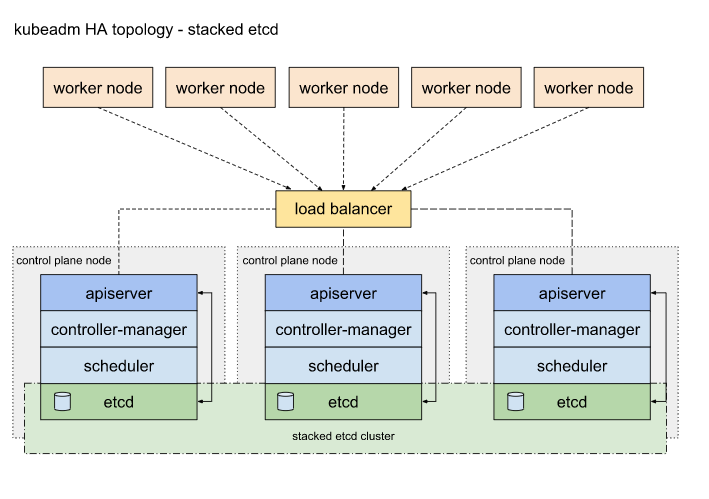 kubeadm HA topology - stacked etcd
worker node
worker node
worker node
worker node
worker node
load balancer
control plane node
control plane node
control plane node
apiserver
apiserver
apiserver
controller-manager
controller-manager
controller-manager
scheduler
scheduler
scheduler
etcd
etcd
etcd
stacked etcd cluster